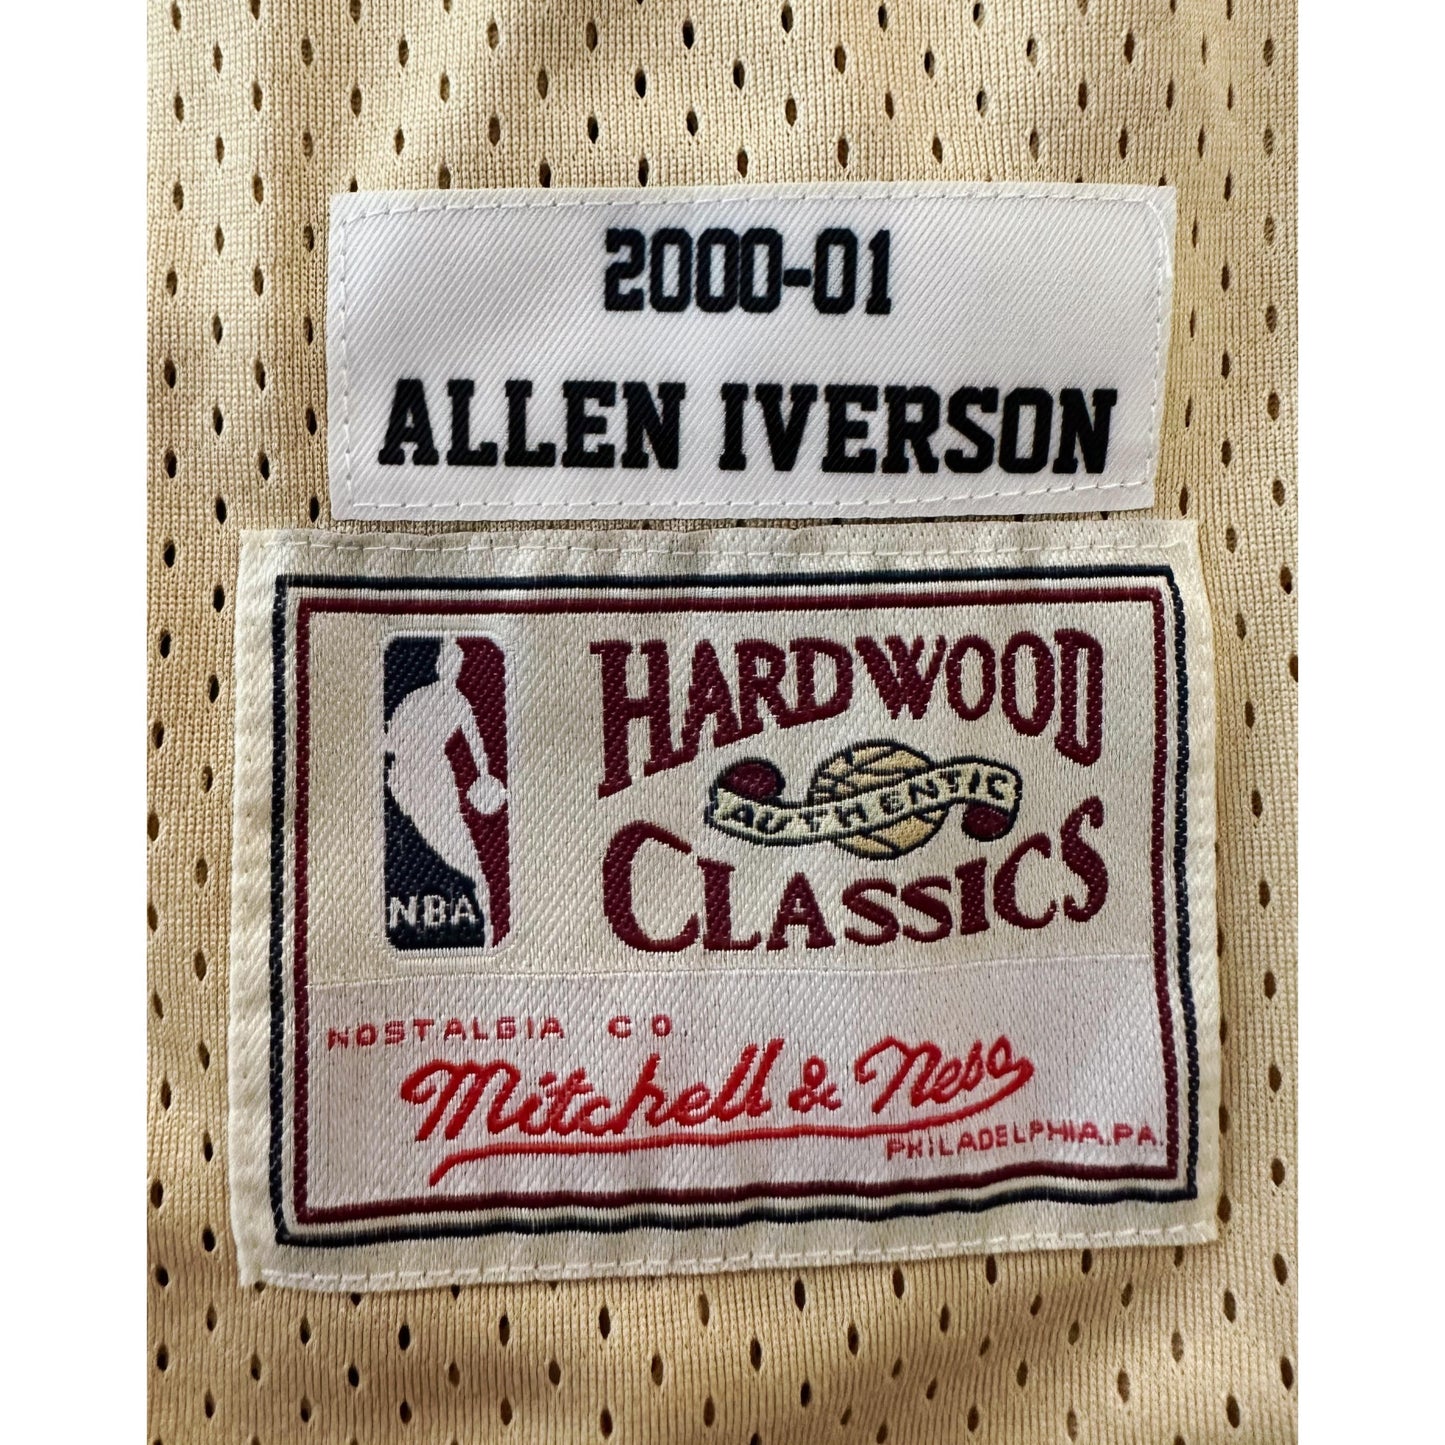 2000-01
ALLEN IVERSON
HARDWOOD
AUTHENTIC
CLASSICS
NBA
NOSTALGIA CO.
Mitchell & Ness
PHILADELPHIA, PA.